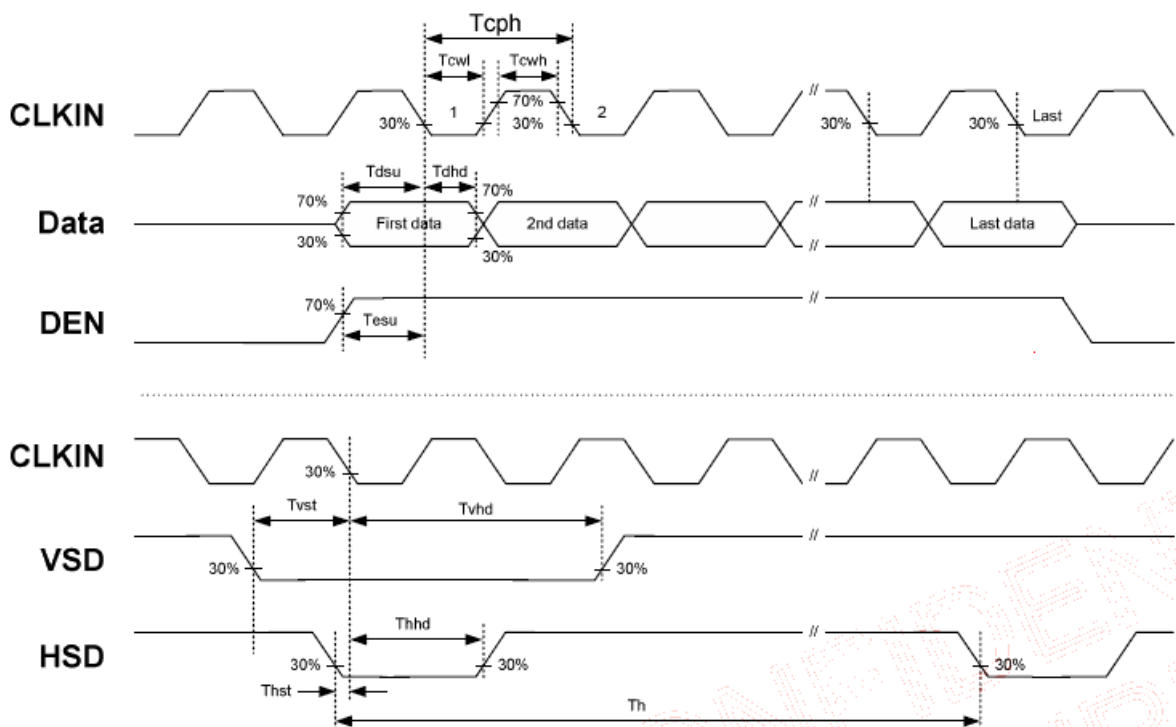 Tcph
Tcwl
Tcwh
CLKIN
30%
1
70%
30%
2
//
30%
30%
Last
Tdsu
Tdhd
70%
70%
Data
First data
2nd data
//
//
Last data
30%
30%
DEN
70%
//
Tesu
CLKIN
30%
//
Tvst
Tvhd
VSD
30%
30%
//
Thhd
HSD
30%
30%
//
30%
Thst
Th